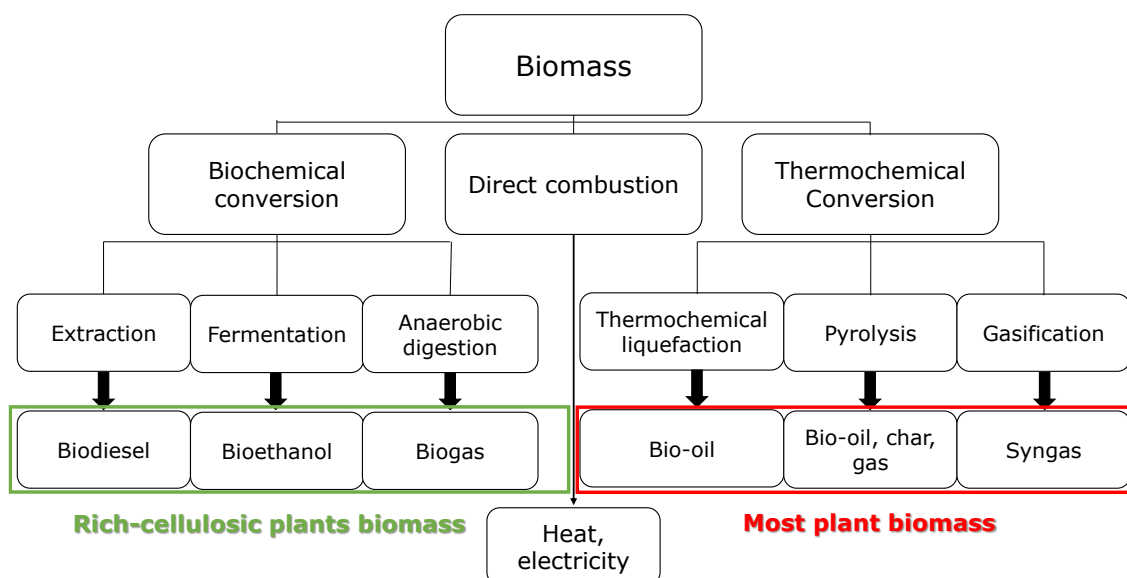 Biomass
Biochemical
conversion
Direct combustion
Thermochemical
Conversion
Extraction
Fermentation
Anaerobic
digestion
Thermochemical
liquefaction
Pyrolysis
Gasification
Biodiesel
Bioethanol
Biogas
Bio-oil
Bio-oil, char,
gas
Syngas
Rich-cellulosic plants biomass
Heat,
electricity
Most plant biomass